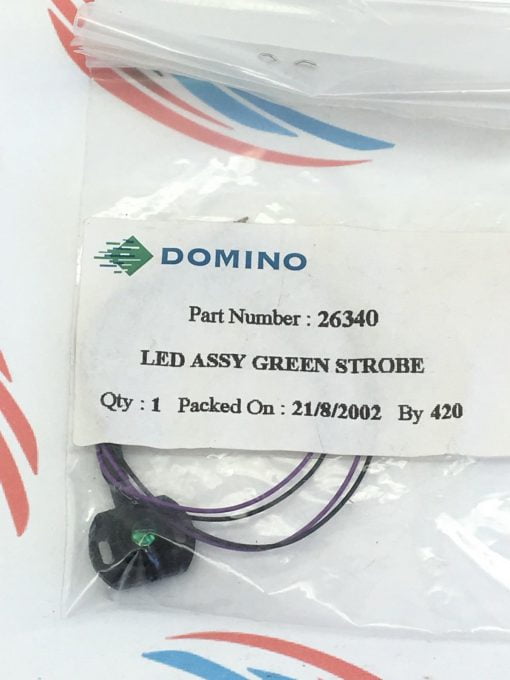 DOMINO
Part Number : 26340
LED ASSY GREEN STROBE
Qty : 1 Packed On : 21/8/2002 By 420